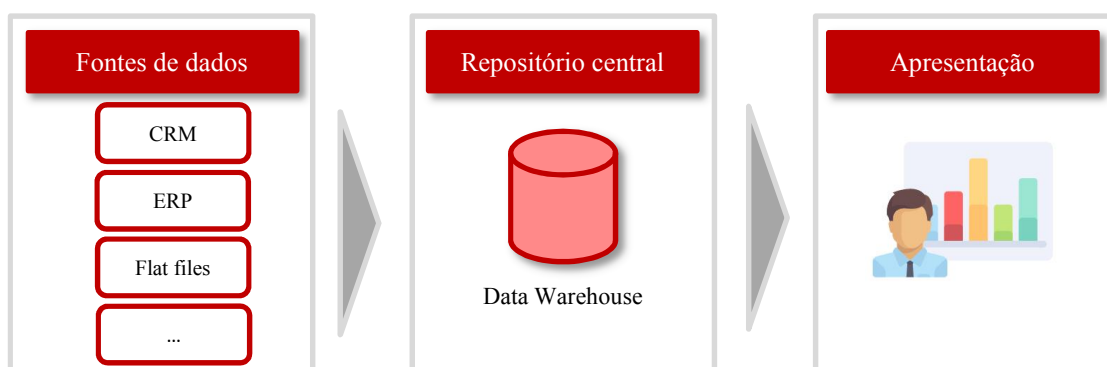 Fontes de dados
CRM
ERP
Flat files
...
Repositório central
Data Warehouse
Apresentação